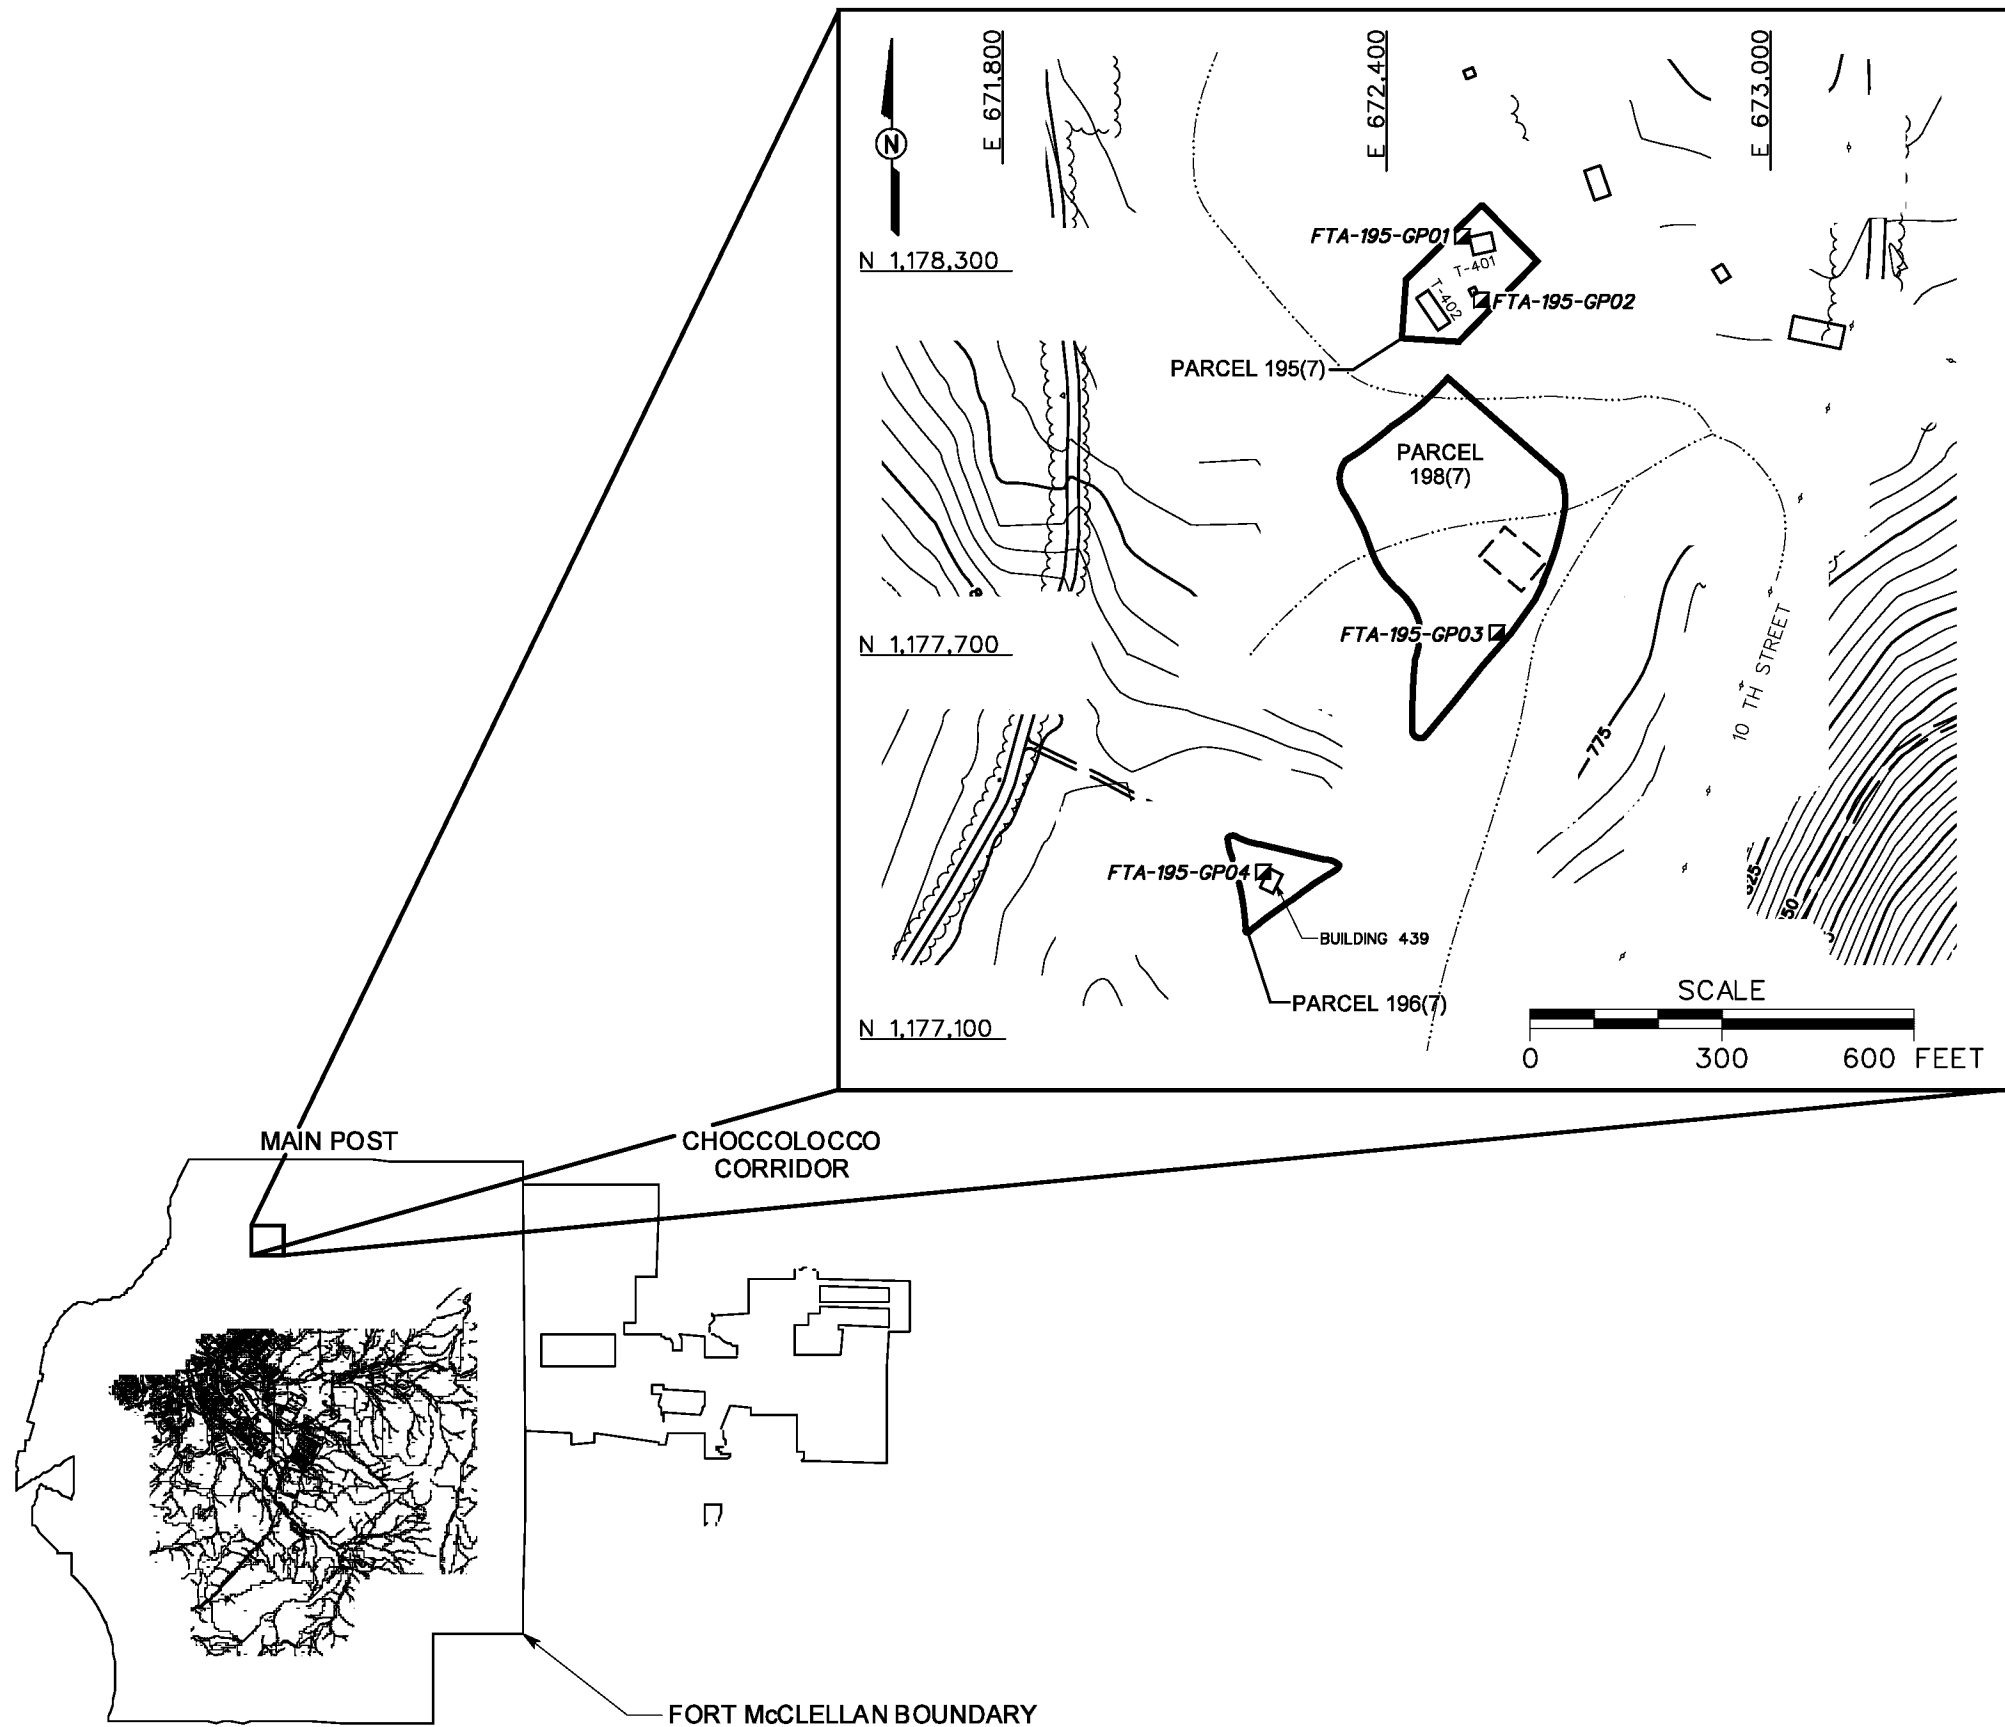 E 671,800
E 672,400
E 673,000
N
FTA-195-GP01
N 1,178,300
T-401
T-402
FTA-195-GP02
PARCEL 195(7)
PARCEL
198(7)
FTA-195-GP03
N 1,177,700
10 TH STREET
775
FTA-195-GP04
BUILDING 439
PARCEL 196(7)
N 1,177,100
SCALE
0 300 600 FEET
MAIN POST
CHOCCOLOCCO
CORRIDOR
FORT McCLELLAN BOUNDARY